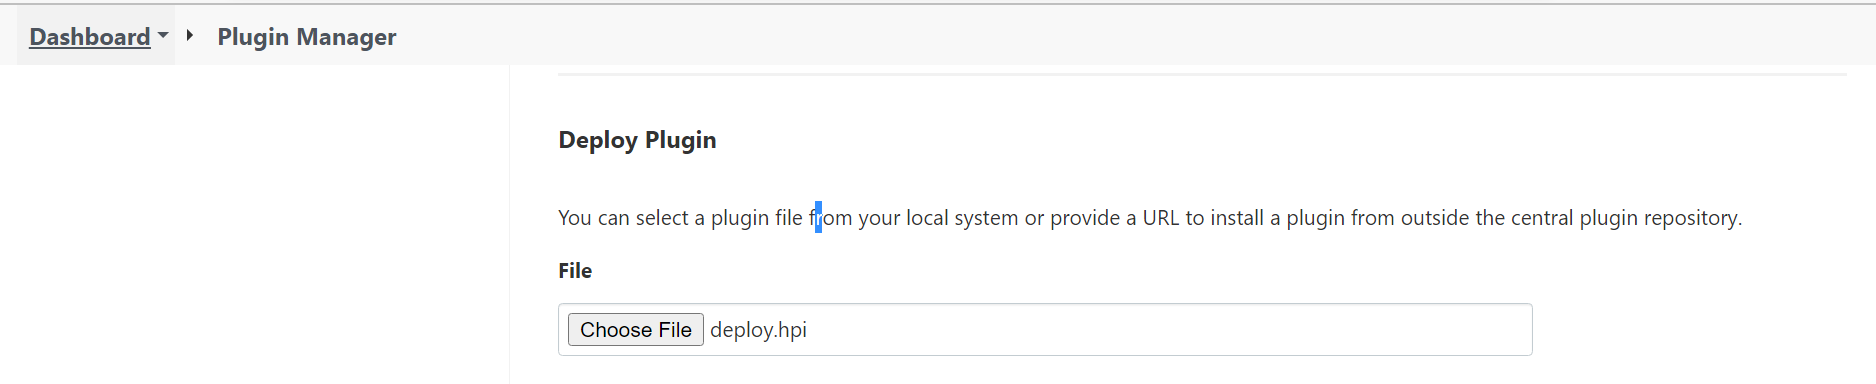 Dashboard Plugin Manager
Deploy Plugin
You can select a plugin file from your local system or provide a URL to install a plugin from outside the central plugin repository.
File
Choose File deploy.hpi